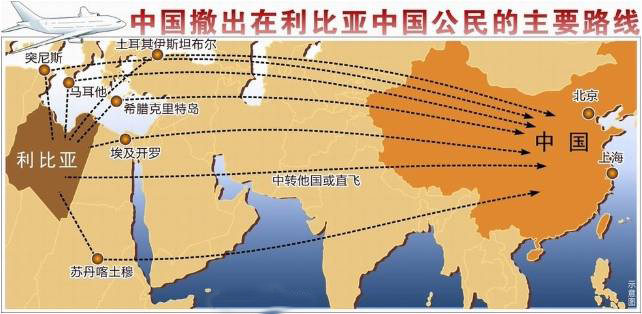 中国撤出在利比亚中国公民的主要路线
土耳其伊斯坦布尔
突尼斯
马耳他
希腊克里特岛
北京
埃及开罗
中国
利比亚
上海
中转他国或直飞
苏丹喀土穆
示意图